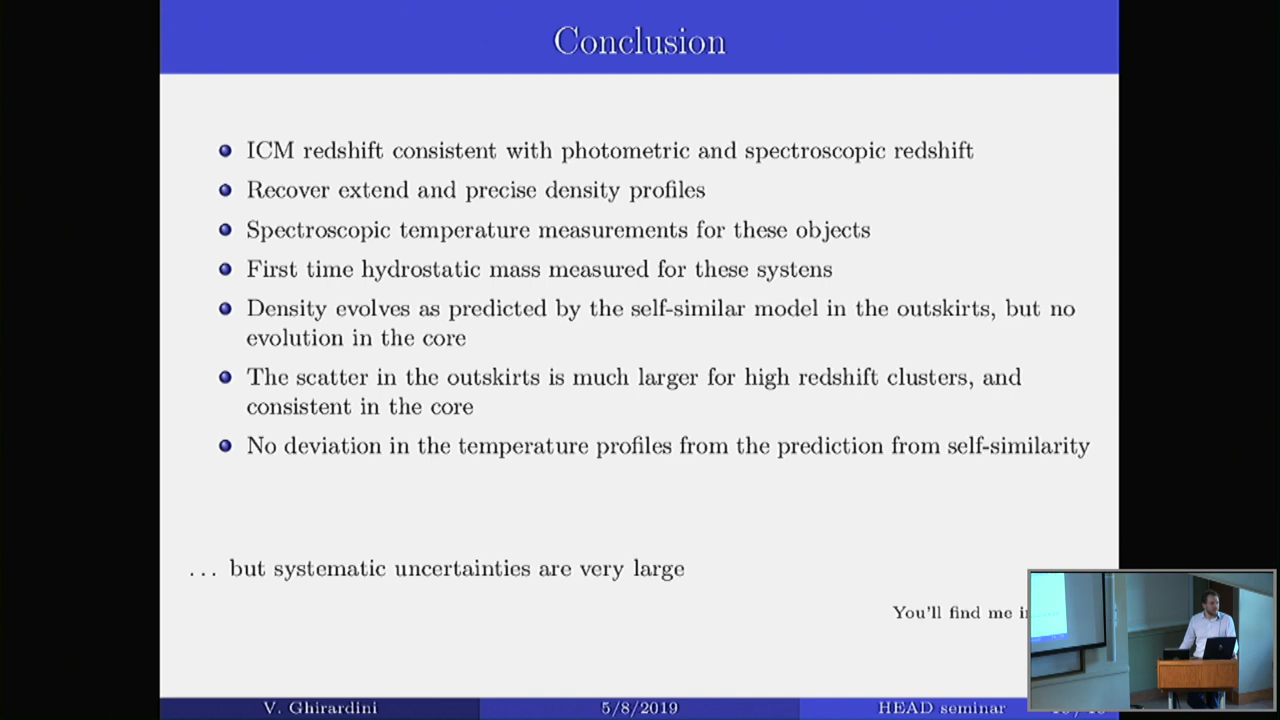 Conclusion
ICM redshift consistent with photometric and spectroscopic redshift
Recover extend and precise density profiles
Spectroscopic temperature measurements for these objects
First time hydrostatic mass measured for these systens
Density evolves as predicted by the self-similar model in the outskirts, but no
evolution in the core
The scatter in the outskirts is much larger for high redshift clusters, and
consistent in the core
No deviation in the temperature profiles from the prediction from self-similarity
... but systematic uncertainties are very large
You'll find me
V. Ghirardini 5/8/2019 HEAD seminar